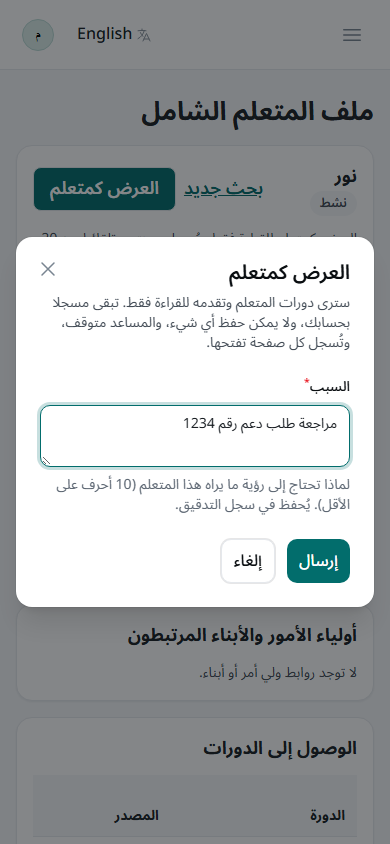 م
English
ملف المتعلم الشامل
نور
نشط
بحث جديد
العرض كمتعلم
العرض كمتعلم
سترى دورات المتعلم وتقدمه للقراءة فقط. تبقى مسجلا
بحسابك، ولا يمكن حفظ أي شيء، والمساعد متوقف،
وتُسجل كل صفحة تفتحها.
السبب*
مراجعة طلب دعم رقم 1234
لماذا تحتاج إلى رؤية ما يراه هذا المتعلم (10 أحرف على
الأقل). يُحفظ في سجل التدقيق.
إرسال
إلغاء
أولياء الأمور والأبناء المرتبطون
لا توجد روابط ولي أمر أو أبناء.
الوصول إلى الدورات
الدورة
المصدر